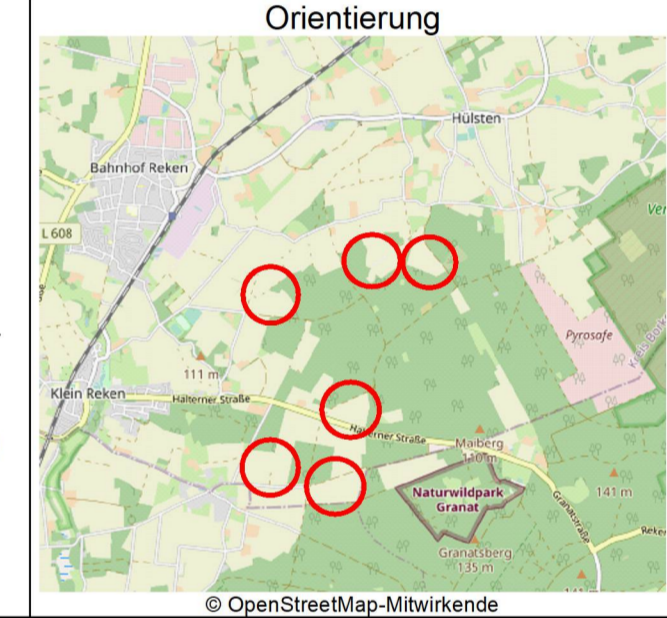 Orientierung
Hülsten
Bahnhof Reken
L 608
Pyrosafe
111 m
Klein Reken
Halterner Straße
Halterner Straße
Maiberg
110 m
Naturwildpark
Granat
141 m
Granatstraße
Granatsberg
135 m
© OpenStreetMap-Mitwirkende